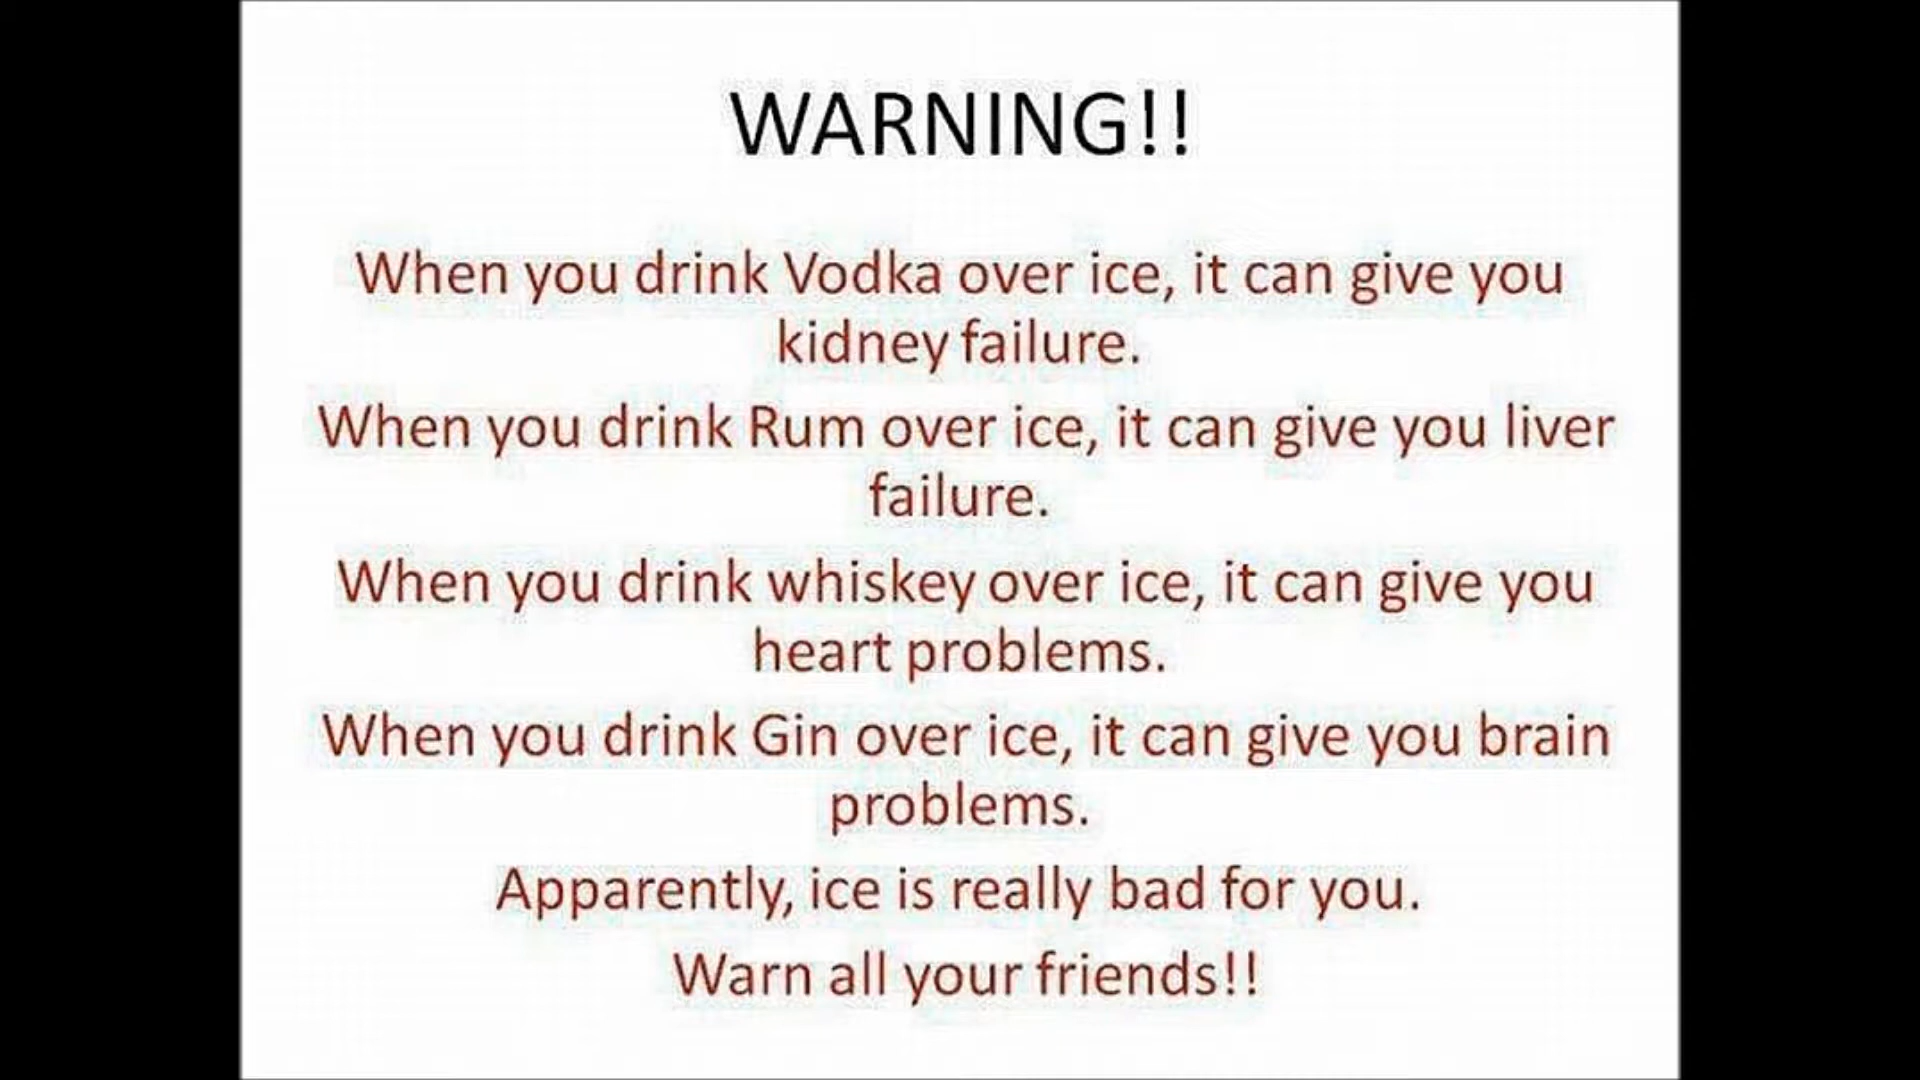 WARNING!!
When you drink Vodka over ice, it can give you
kidney failure.
When you drink Rum over ice, it can give you liver
failure.
When you drink whiskey over ice, it can give you
heart problems.
When you drink Gin over ice, it can give you brain
problems.
Apparently, ice is really bad for you.
Warn all your friends!!